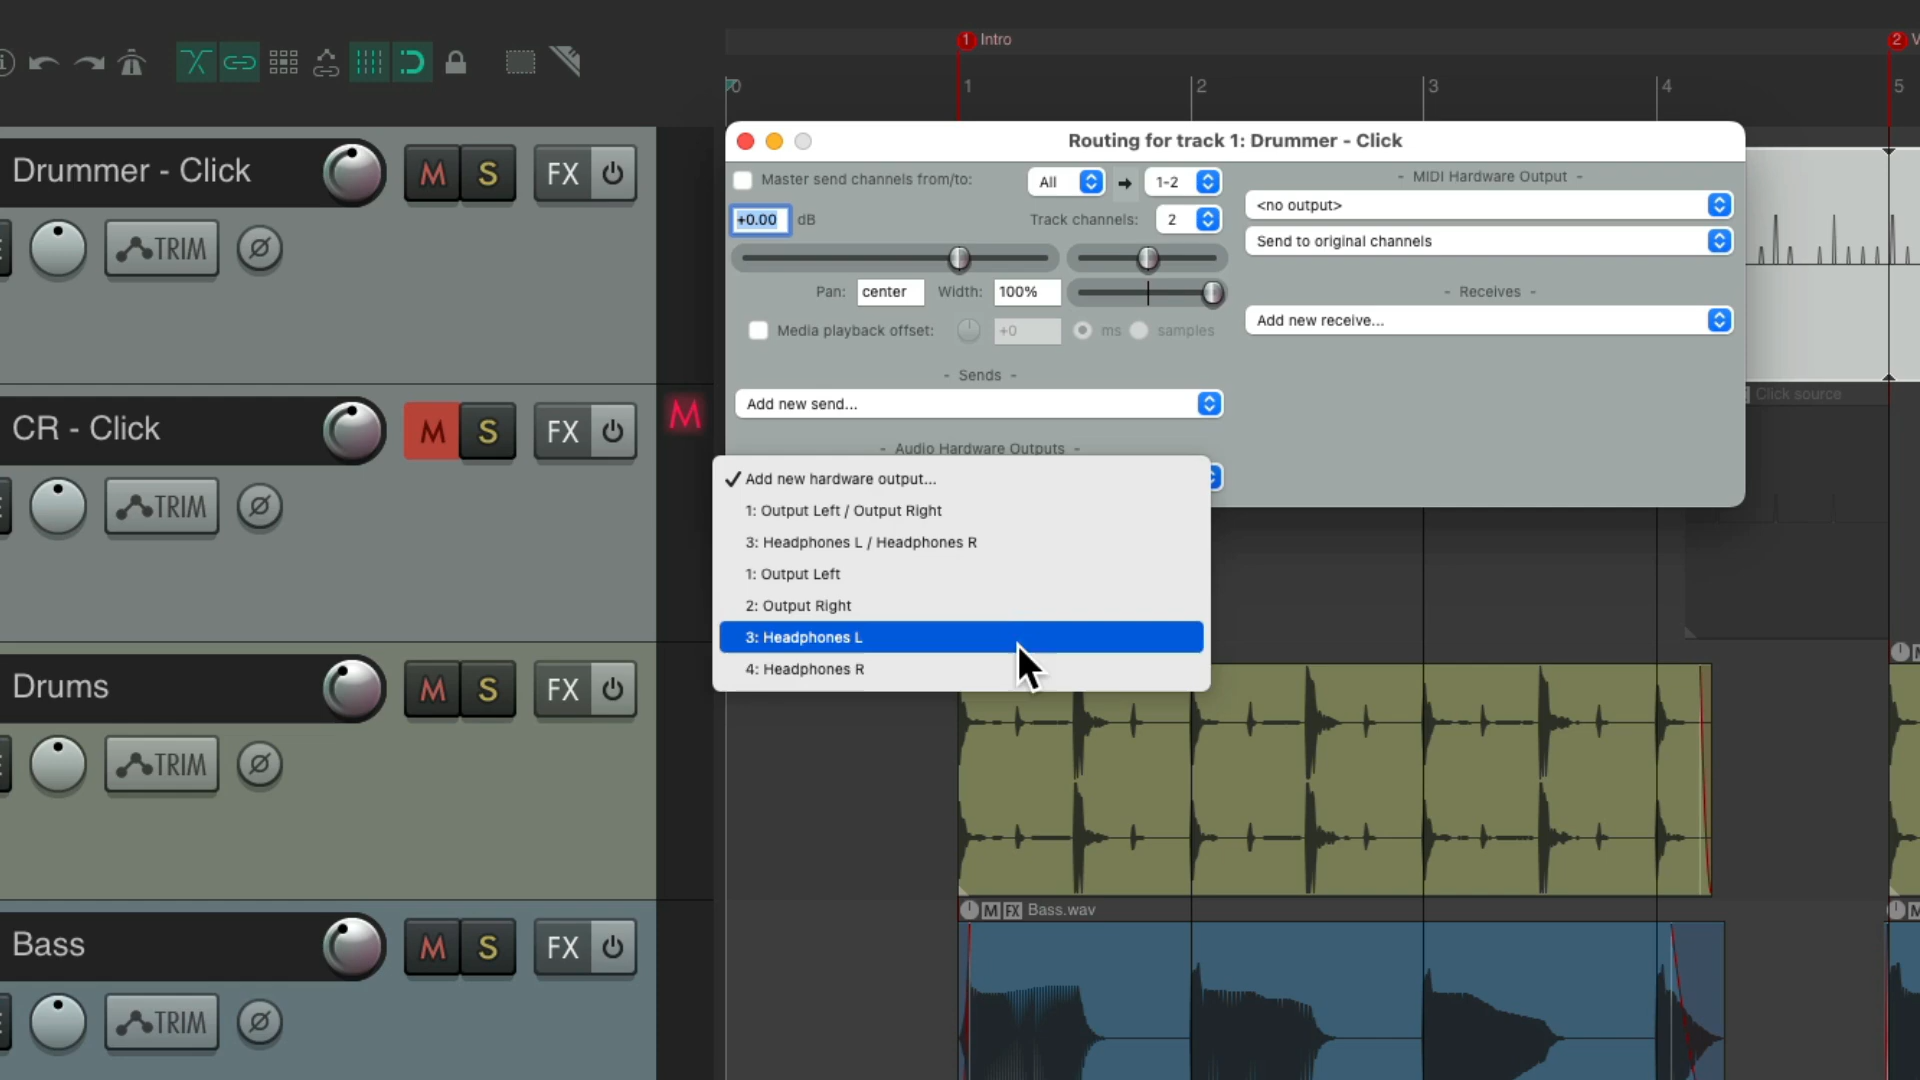 1 Intro
2 V
0
1
2
3
4
5
Drummer - Click
M S FX
TRIM
CR - Click
M S FX
M
TRIM
Drums
M S FX
TRIM
Bass
M S FX
TRIM
Routing for track 1: Drummer - Click
Master send channels from/to: All 1-2
+0.00 dB Track channels: 2
Pan: center Width: 100%
Media playback offset: +0 ms samples
- Sends -
Add new send...
- Audio Hardware Outputs -
Add new hardware output...
1: Output Left / Output Right
3: Headphones L / Headphones R
1: Output Left
2: Output Right
3: Headphones L
4: Headphones R
- MIDI Hardware Output -
<no output>
Send to original channels
- Receives -
Add new receive...
Click source
M FX Bass.wav